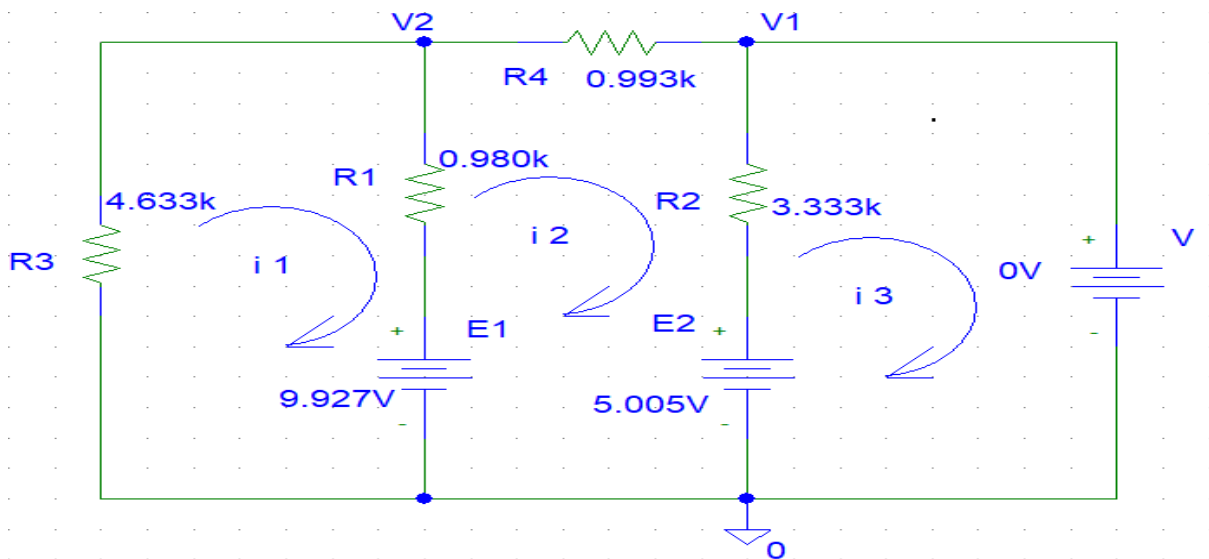 V2
V1
R4
0.993k
0.980k
R1
4.633k
R2
3.333k
R3
i 1
i 2
i 3
+
V
0V
-
+
E1
9.927V
-
E2
+
5.005V
-
0